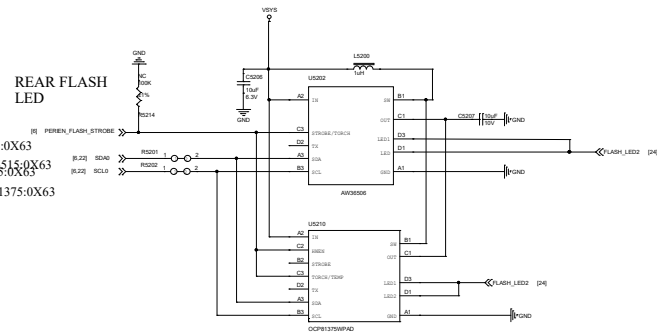 VSYS
GND
REAR FLASH
LED
NC
100K
±1%
R5214
[6] PERIEN_FLASH_STROBE
:0X63
515:0X63
5:0X63
1375:0X63
[6,22] SDA0
[6,22] SCL0
R5201
1 2
R5202
1 2
C5206
10uF
6.3V
GND
L5200
1uH
U5202
A2 IN
C3 STROBE/TORCH
D2 TX
A3 SDA
B3 SCL
SW B1
OUT C1
LED1 D3
LED D1
GND A1
AW36506
C5207
10uF
10V
GND
FLASH_LED2 [24]
GND
U5210
A2 IN
C2 HWEN
B2 STROBE
C3 TORCH/TEMP
D2 TX
A3 SDA
B3 SCL
SW B1
OUT C1
LED1 D3
LED2 D1
GND A1
OCP81375WPAD
FLASH_LED2 [24]
GND